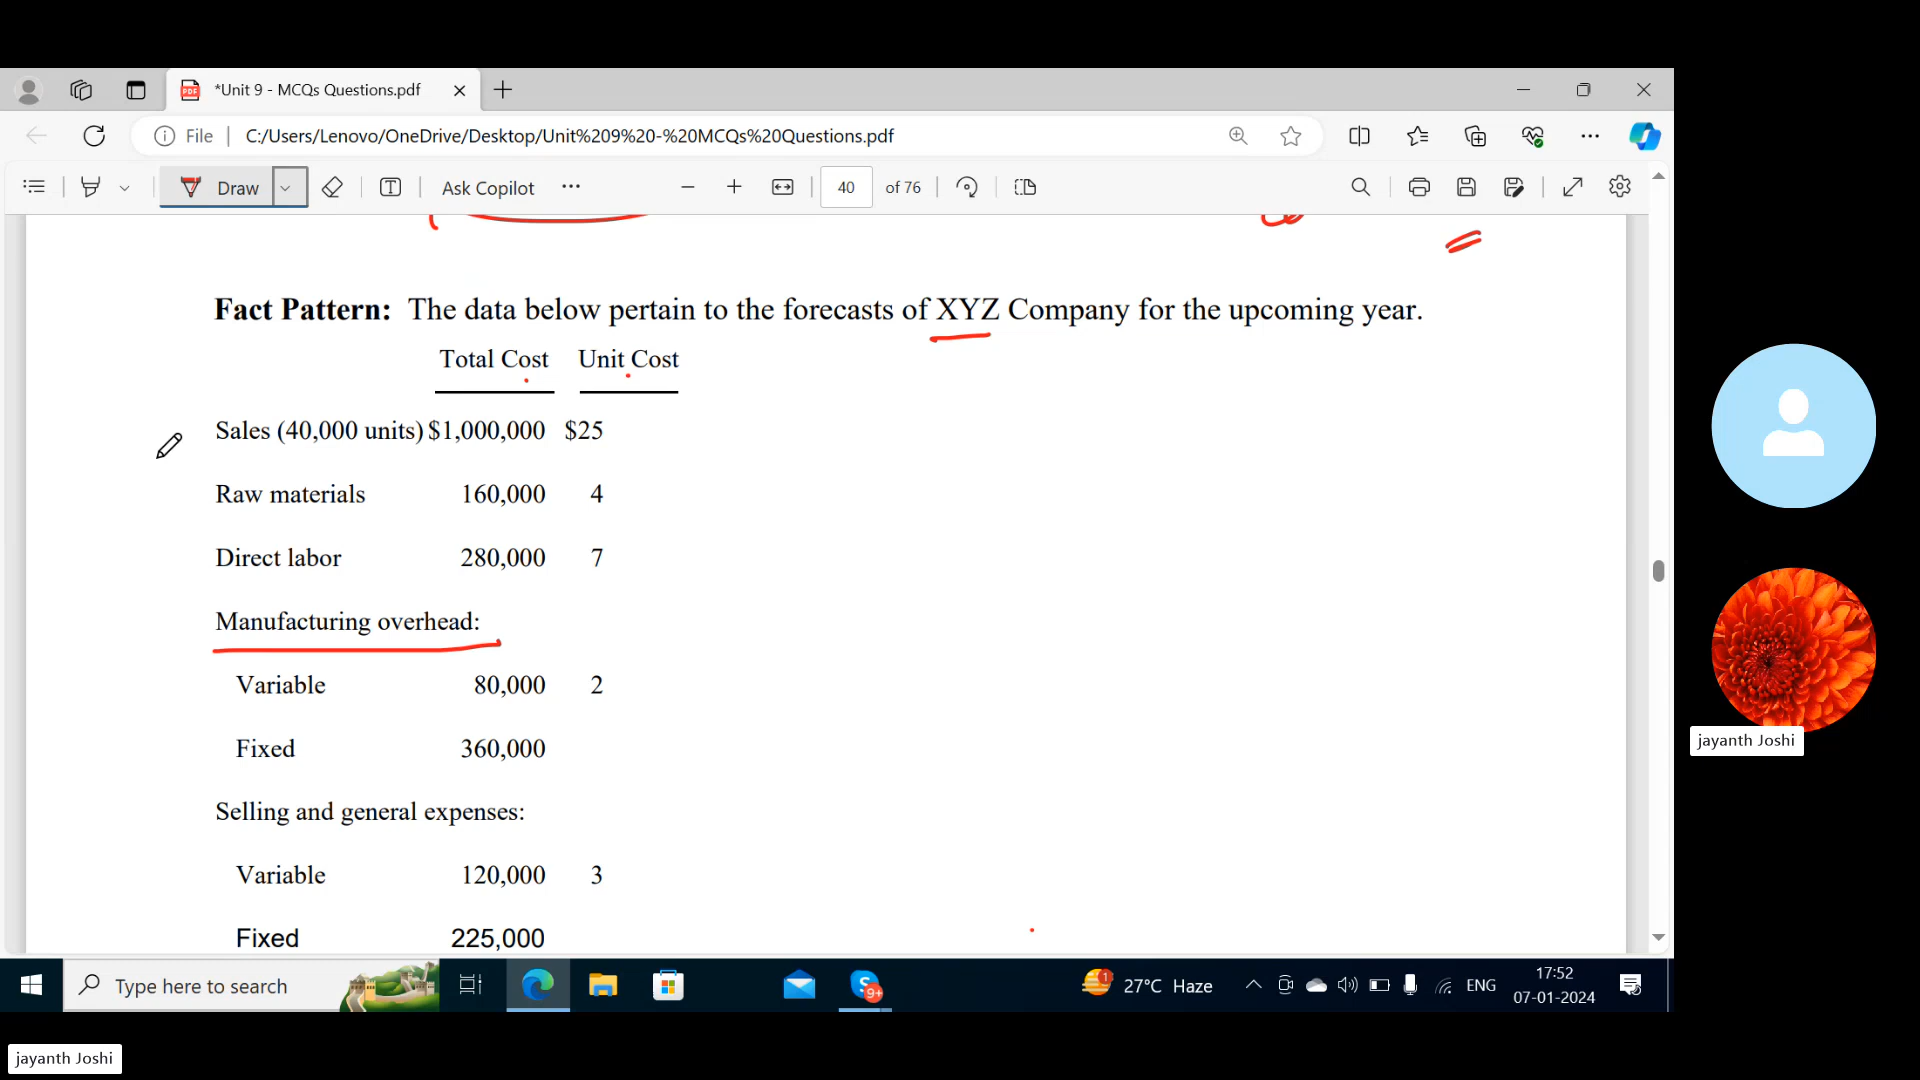 *Unit 9 - MCQs Questions.pdf
File | C:/Users/Lenovo/OneDrive/Desktop/Unit%209%20-%20MCQs%20Questions.pdf
Draw Ask Copilot 40 of 76
Fact Pattern: The data below pertain to the forecasts of XYZ Company for the upcoming year.
Total Cost Unit Cost
Sales (40,000 units) $1,000,000 $25
Raw materials 160,000 4
Direct labor 280,000 7
Manufacturing overhead:
Variable 80,000 2
Fixed 360,000
Selling and general expenses:
Variable 120,000 3
Fixed 225,000
jayanth Joshi
Type here to search
9+
1
27°C Haze
ENG
17:52
07-01-2024
jayanth Joshi